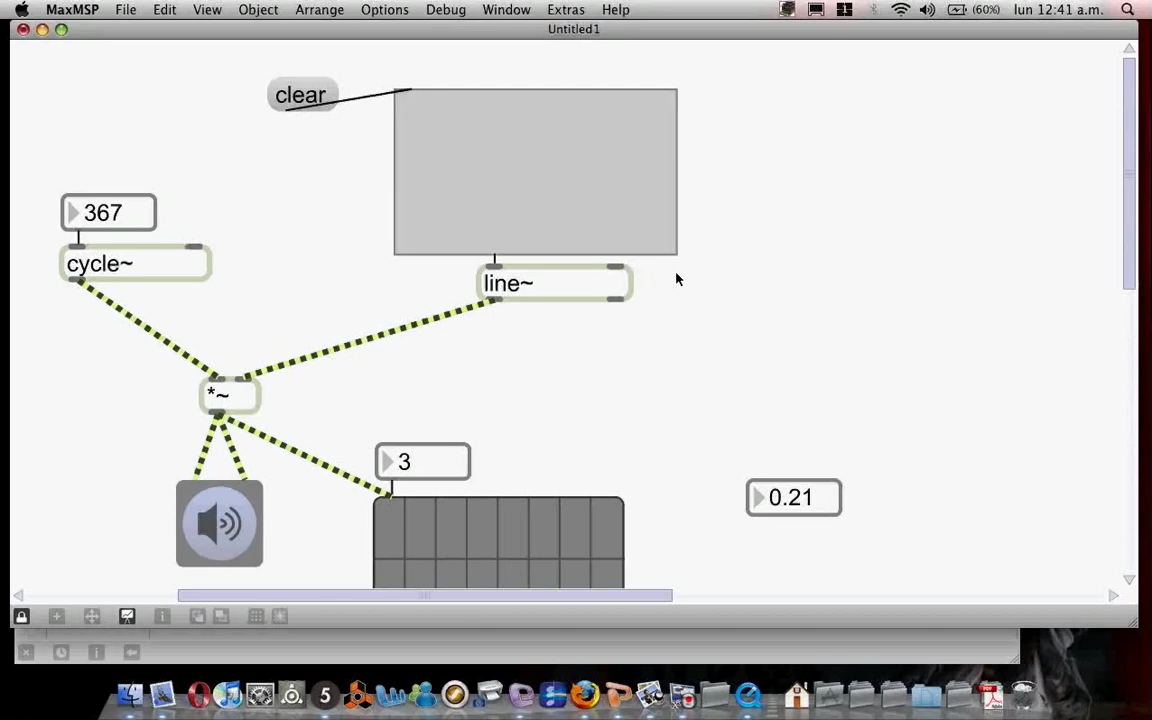 MaxMSP File Edit View Object Arrange Options Debug Window Extras Help (60%) lun 12:41 a.m.
Untitled1
clear
367
cycle~
line~
*~
3
0.21
5